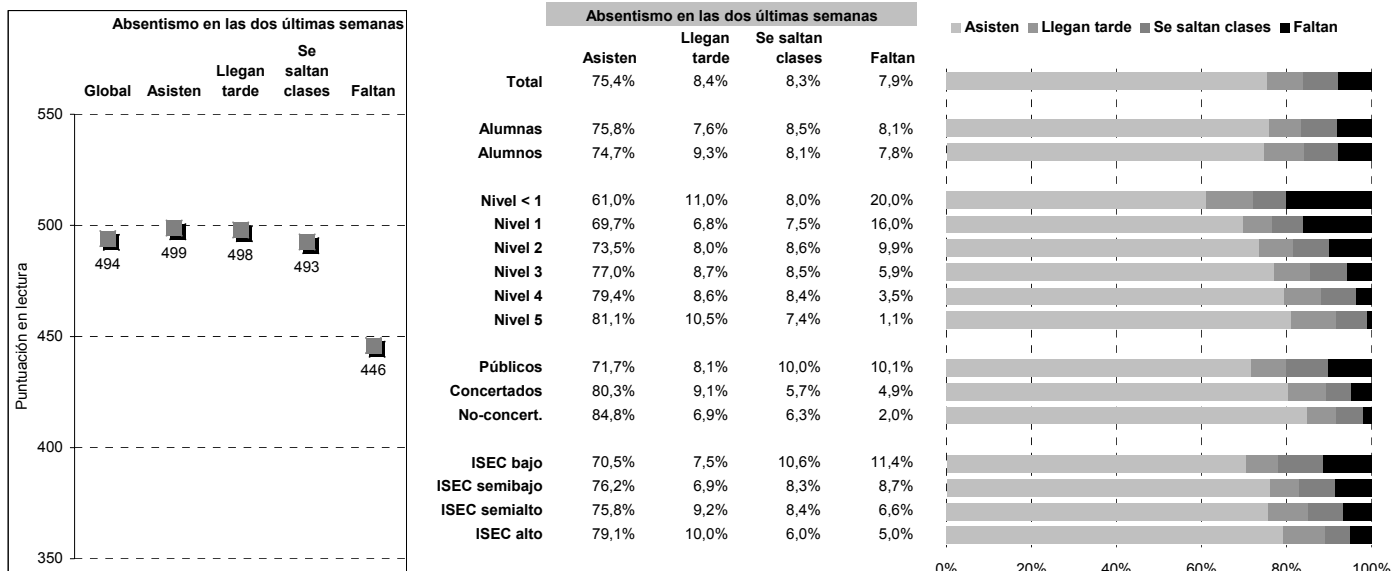 Absentismo en las dos últimas semanas
Global Asisten Llegan tarde Se saltan clases Faltan
Puntuación en lectura
550
500
450
400
350
494
499
498
493
446
Absentismo en las dos últimas semanas
Asisten Llegan tarde Se saltan clases Faltan
Total 75,4% 8,4% 8,3% 7,9%
Alumnas 75,8% 7,6% 8,5% 8,1%
Alumnos 74,7% 9,3% 8,1% 7,8%
Nivel < 1 61,0% 11,0% 8,0% 20,0%
Nivel 1 69,7% 6,8% 7,5% 16,0%
Nivel 2 73,5% 8,0% 8,6% 9,9%
Nivel 3 77,0% 8,7% 8,5% 5,9%
Nivel 4 79,4% 8,6% 8,4% 3,5%
Nivel 5 81,1% 10,5% 7,4% 1,1%
Públicos 71,7% 8,1% 10,0% 10,1%
Concertados 80,3% 9,1% 5,7% 4,9%
No-concert. 84,8% 6,9% 6,3% 2,0%
ISEC bajo 70,5% 7,5% 10,6% 11,4%
ISEC semibajo 76,2% 6,9% 8,3% 8,7%
ISEC semialto 75,8% 9,2% 8,4% 6,6%
ISEC alto 79,1% 10,0% 6,0% 5,0%
Asisten Llegan tarde Se saltan clases Faltan
0% 20% 40% 60% 80% 100%